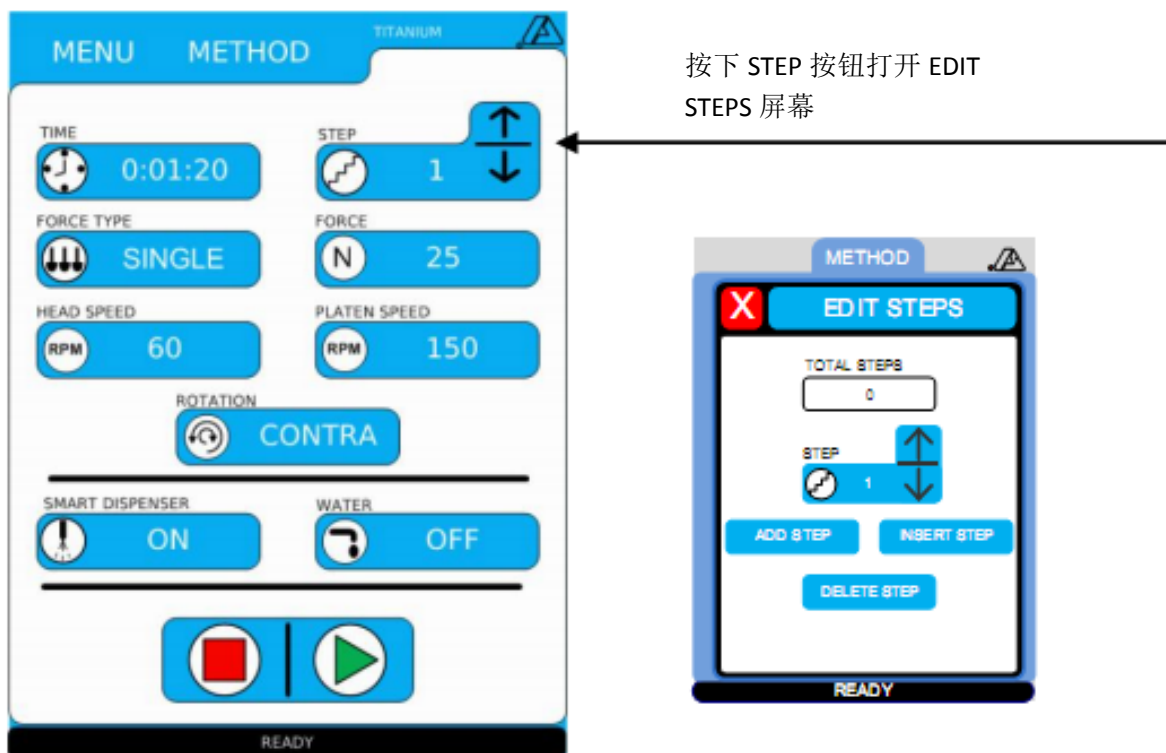 MENU METHOD TITANIUM
TIME
0:01:20
STEP
1
FORCE TYPE
SINGLE
FORCE
N 25
HEAD SPEED
RPM 60
PLATEN SPEED
RPM 150
ROTATION
CONTRA
SMART DISPENSER
ON
WATER
OFF
READY
按下 STEP 按钮打开 EDIT
STEPS 屏幕
METHOD
X EDIT STEPS
TOTAL STEPS
0
STEP
1
ADD STEP INSERT STEP
DELETE STEP
READY